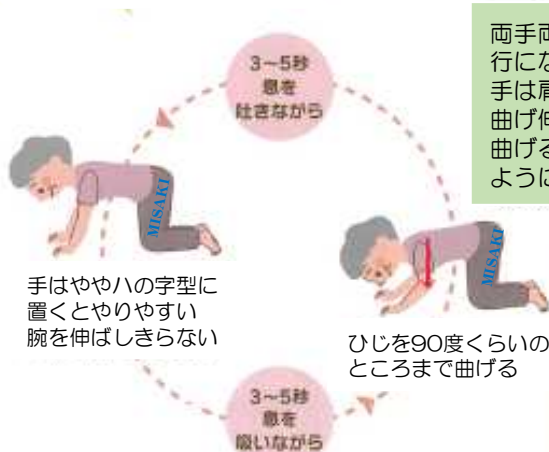 3〜5秒
息を
吐きながら
両手両
行にな
手は肩
曲げ伸
曲げる
ように
MISAKI
MISAKI
手はややハの字型に
置くとやりやすい
腕を伸ばしきらない
ひじを90度くらいの
ところまで曲げる
3〜5秒
息を
吸いながら